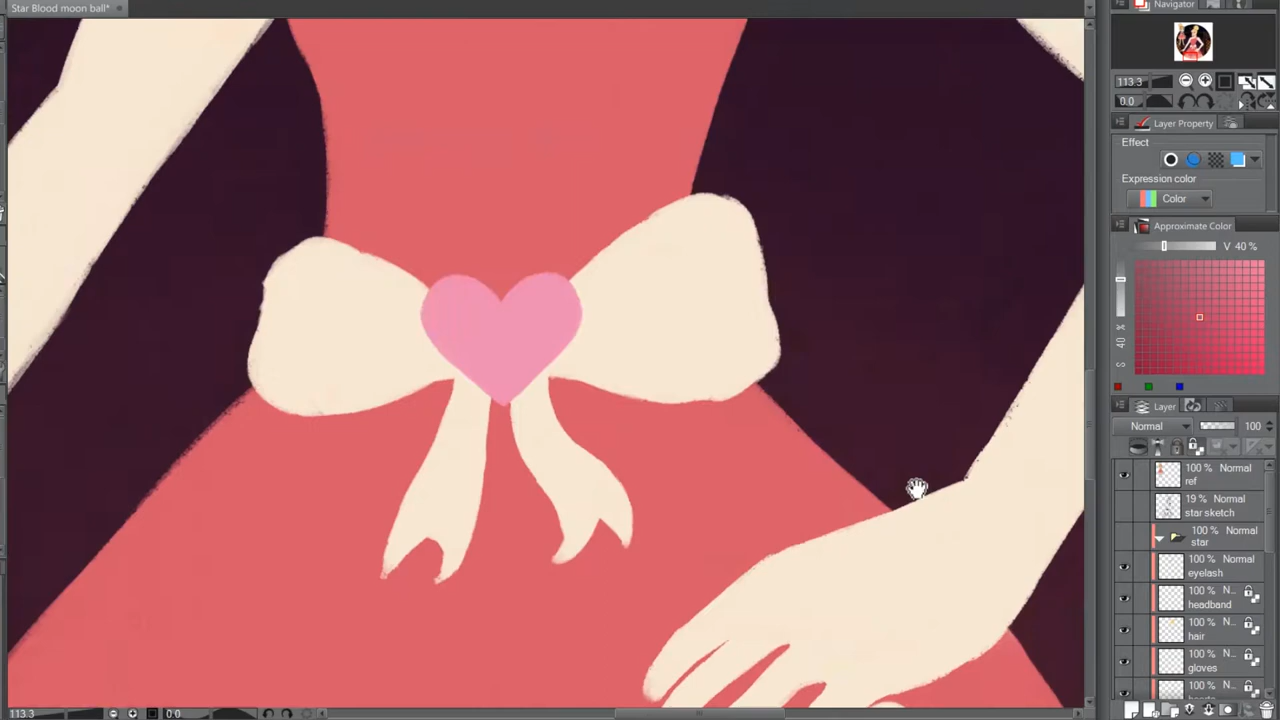 Star Blood moon ball*
Navigator
113.3
0.0
Layer Property
Effect
Expression color
Color
Approximate Color
V 40 %
40
S
Layer
Normal
100
100 % Normal
ref
19 % Normal
star sketch
100 % Normal
star
100 % Normal
eyelash
100 % N...
headband
100 % N...
hair
100 % N...
gloves
100 % N...
113.3
0.0